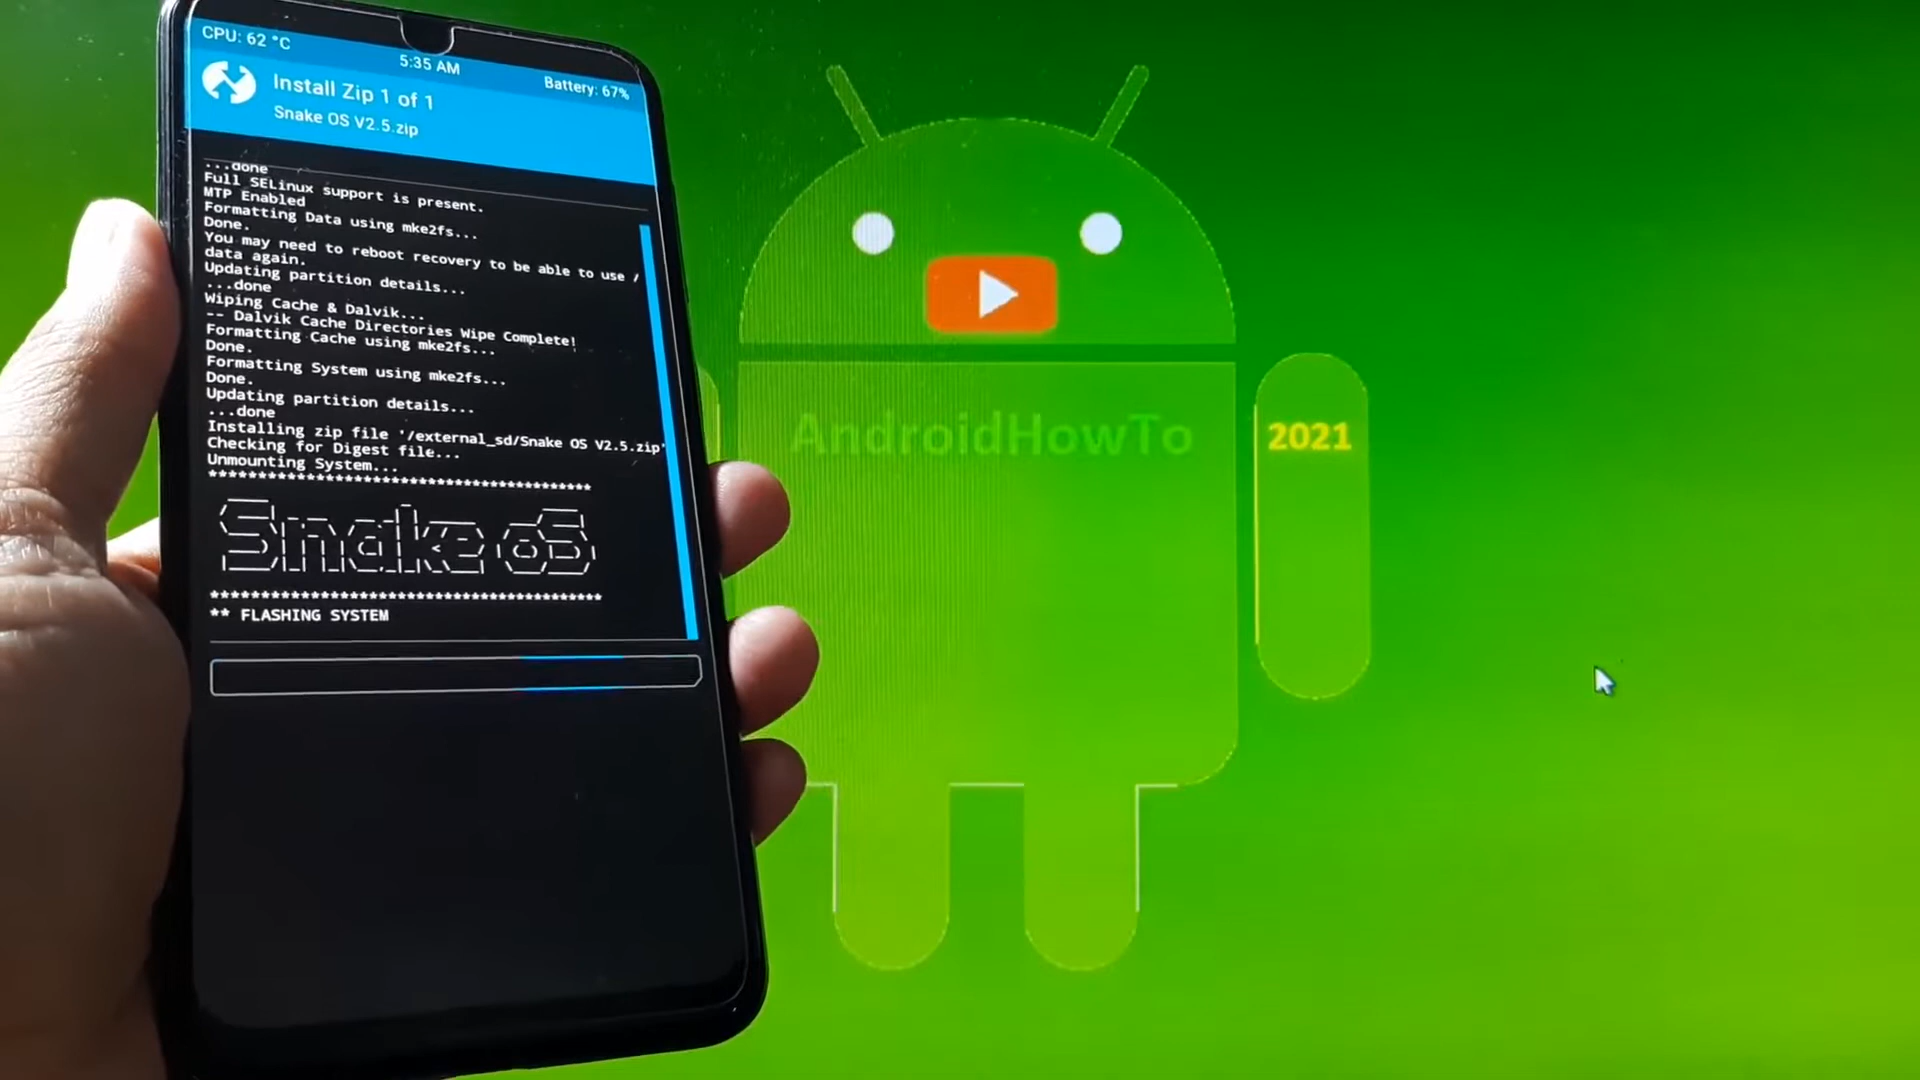 CPU: 62 °C
5:35 AM
Battery: 67%
Install Zip 1 of 1
Snake OS V2.5.zip
...done
Full SELinux support is present.
MTP Enabled
Formatting Data using mke2fs...
Done.
You may need to reboot recovery to be able to use /
data again.
Updating partition details...
...done
Wiping Cache & Dalvik...
-- Dalvik Cache Directories Wipe Complete!
Formatting Cache using mke2fs...
Done.
Formatting System using mke2fs...
Done.
Updating partition details...
...done
Installing zip file '/external_sd/Snake OS V2.5.zip'
Checking for Digest file...
Unmounting System...
Snake oS
** FLASHING SYSTEM
AndroidHowTo
2021